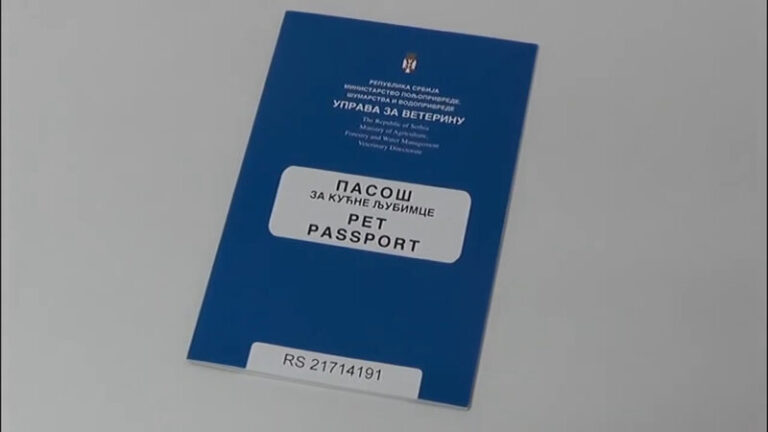 РЕПУБЛИКА СРБИЈА
МИНИСТАРСТВО ПОЉОПРИВРЕДЕ,
ШУМАРСТВА И ВОДОПРИВРЕДЕ
УПРАВА ЗА ВЕТЕРИНУ
The Republic of Serbia
Ministry of Agriculture,
Forestry and Water Management
Veterinary Directorate
ПАСОШ
ЗА КУЋНЕ ЉУБИМЦЕ
PET
PASSPORT
RS 21714191